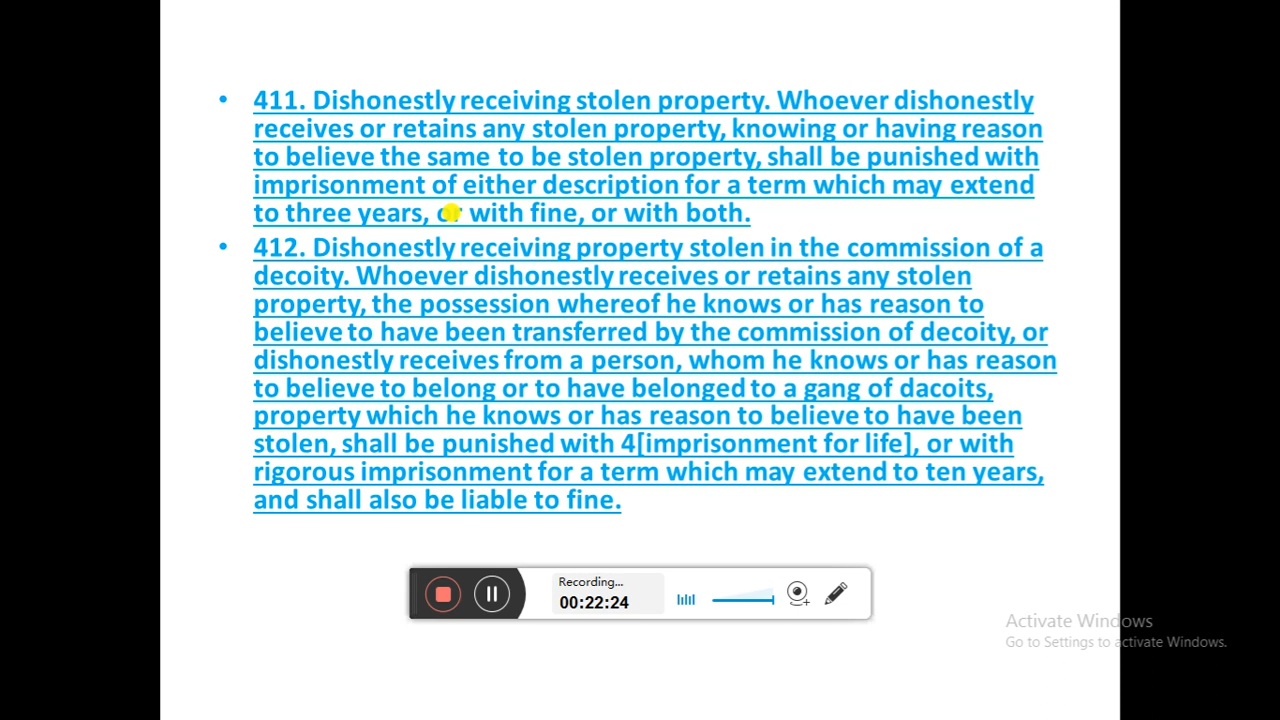 • 411. Dishonestly receiving stolen property. Whoever dishonestly
receives or retains any stolen property, knowing or having reason
to believe the same to be stolen property, shall be punished with
imprisonment of either description for a term which may extend
to three years, or with fine, or with both.
• 412. Dishonestly receiving property stolen in the commission of a
decoity. Whoever dishonestly receives or retains any stolen
property, the possession whereof he knows or has reason to
believe to have been transferred by the commission of decoity, or
dishonestly receives from a person, whom he knows or has reason
to believe to belong or to have belonged to a gang of dacoits,
property which he knows or has reason to believe to have been
stolen, shall be punished with 4[imprisonment for life], or with
rigorous imprisonment for a term which may extend to ten years,
and shall also be liable to fine.
Recording...
00:22:24
Activate Windows
Go to Settings to activate Windows.